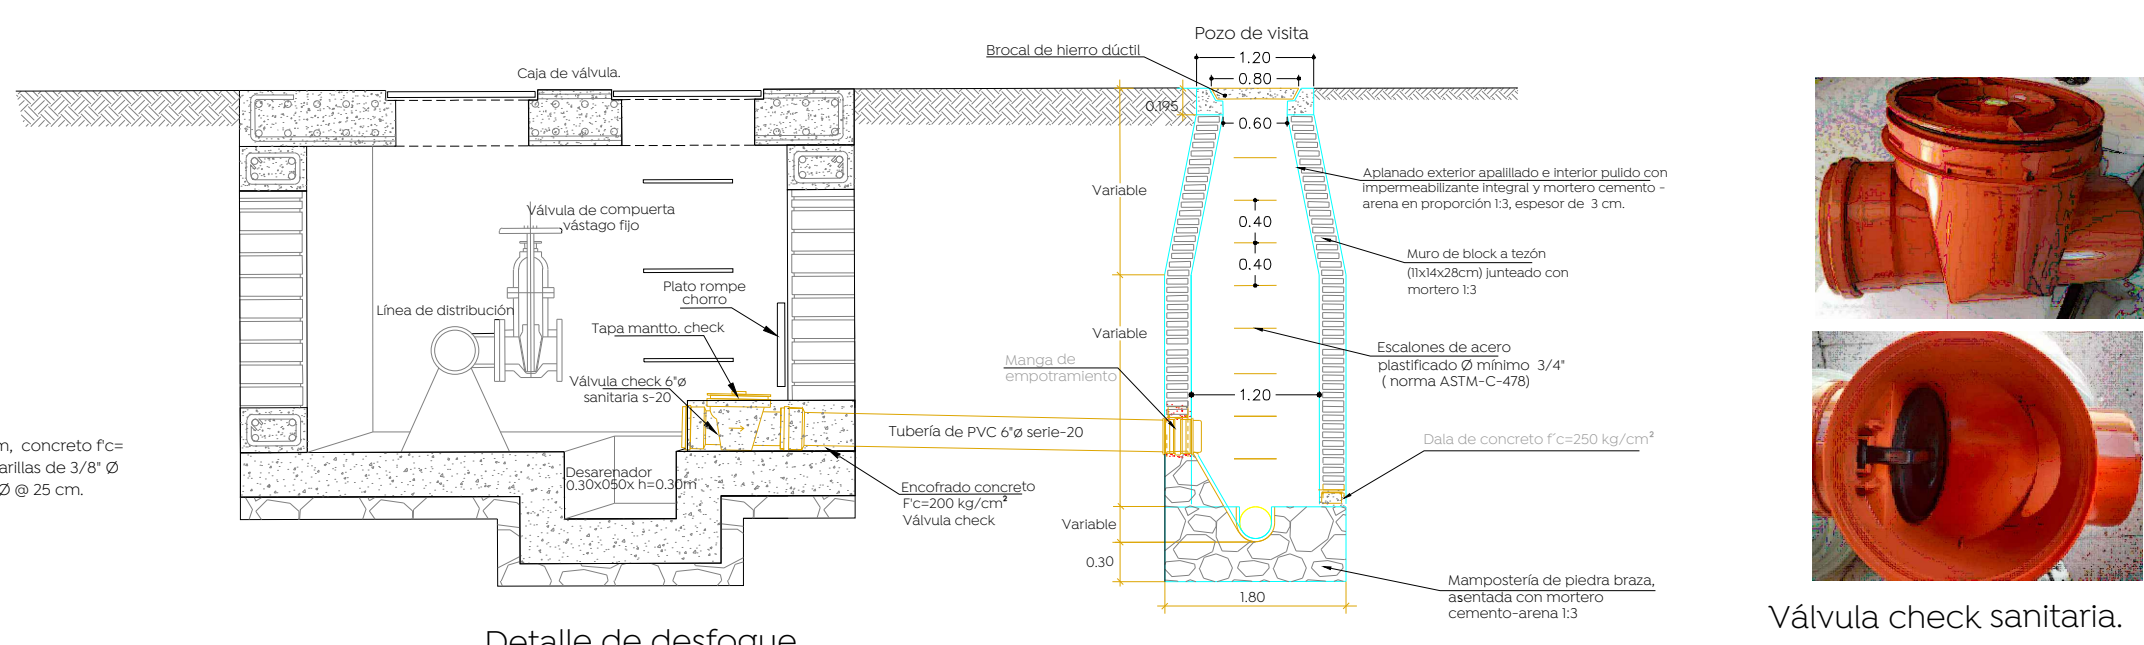 Pozo de visita
Brocal de hierro dúctil
1.20
0.80
Caja de válvula.
0.195
0.60
Aplanado exterior apalillado e interior pulido con
impermeabilizante integral y mortero cemento -
arena en proporción 1:3, espesor de 3 cm.
Variable
Válvula de compuerta
vástago fijo
0.40
0.40
Muro de block a tezón
(11x14x28cm) junteado con
mortero 1:3
Plato rompe
chorro
Línea de distribución
Tapa mantto. check
Variable
Escalones de acero
plastificado Ø mínimo 3/4"
( norma ASTM-C-478)
Manga de
empotramiento
Válvula check 6"ø
sanitaria s-20
1.20
Tubería de PVC 6"ø serie-20
Dala de concreto f´c=250 kg/cm²
m, concreto f'c=
arillas de 3/8" Ø
Ø @ 25 cm.
Desarenador
0.30x050x h=0.30m
Encofrado concreto
F'c=200 kg/cm²
Válvula check
Variable
0.30
Mampostería de piedra braza,
asentada con mortero
cemento-arena 1:3
1.80
Válvula check sanitaria.
Detalle de desfogue